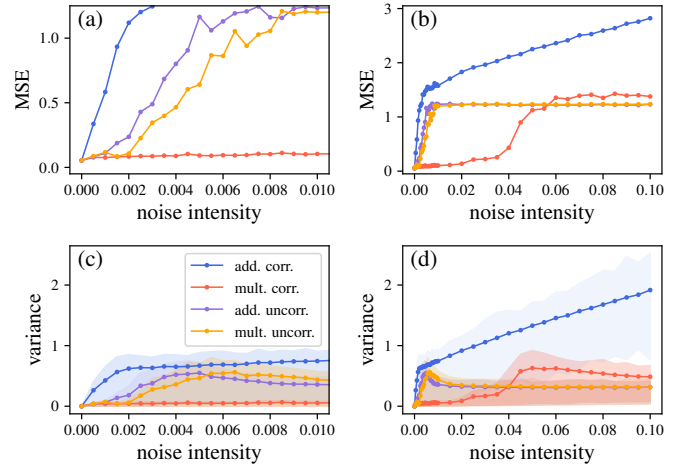 (a)
MSE
1.0
0.5
0.0
0.000 0.002 0.004 0.006 0.008 0.010
noise intensity
(b)
MSE
3
2
1
0
0.00 0.02 0.04 0.06 0.08 0.10
noise intensity
(c)
variance
2
1
0
add. corr.
mult. corr.
add. uncorr.
mult. uncorr.
0.000 0.002 0.004 0.006 0.008 0.010
noise intensity
(d)
variance
2
1
0
0.00 0.02 0.04 0.06 0.08 0.10
noise intensity